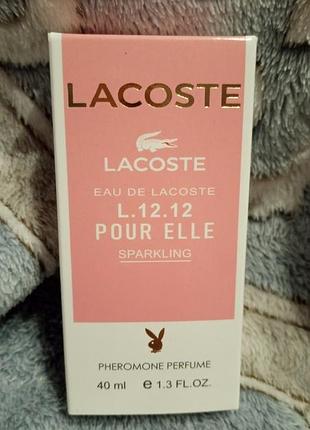 LACOSTE
LACOSTE
EAU DE LACOSTE
L.12.12
POUR ELLE
SPARKLING
PHEROMONE PERFUME
40 ml e 1.3 FL.OZ.